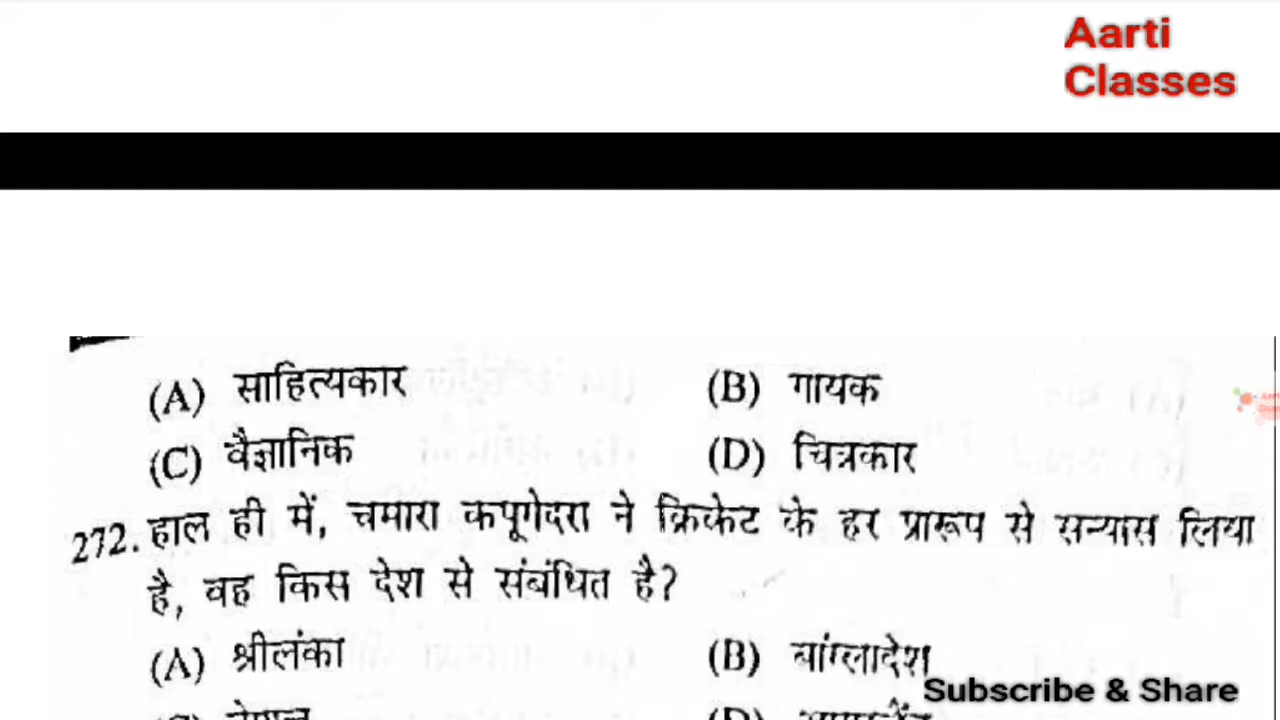 Aarti
Classes
(A) साहित्यकार (B) गायक
(C) वैज्ञानिक (D) चित्रकार
272. हाल ही में, चमारा कपूगेदरा ने क्रिकेट के हर प्रारूप से सन्यास लिया
है, वह किस देश से संबंधित है?
(A) श्रीलंका (B) बांग्लादेश
Subscribe & Share